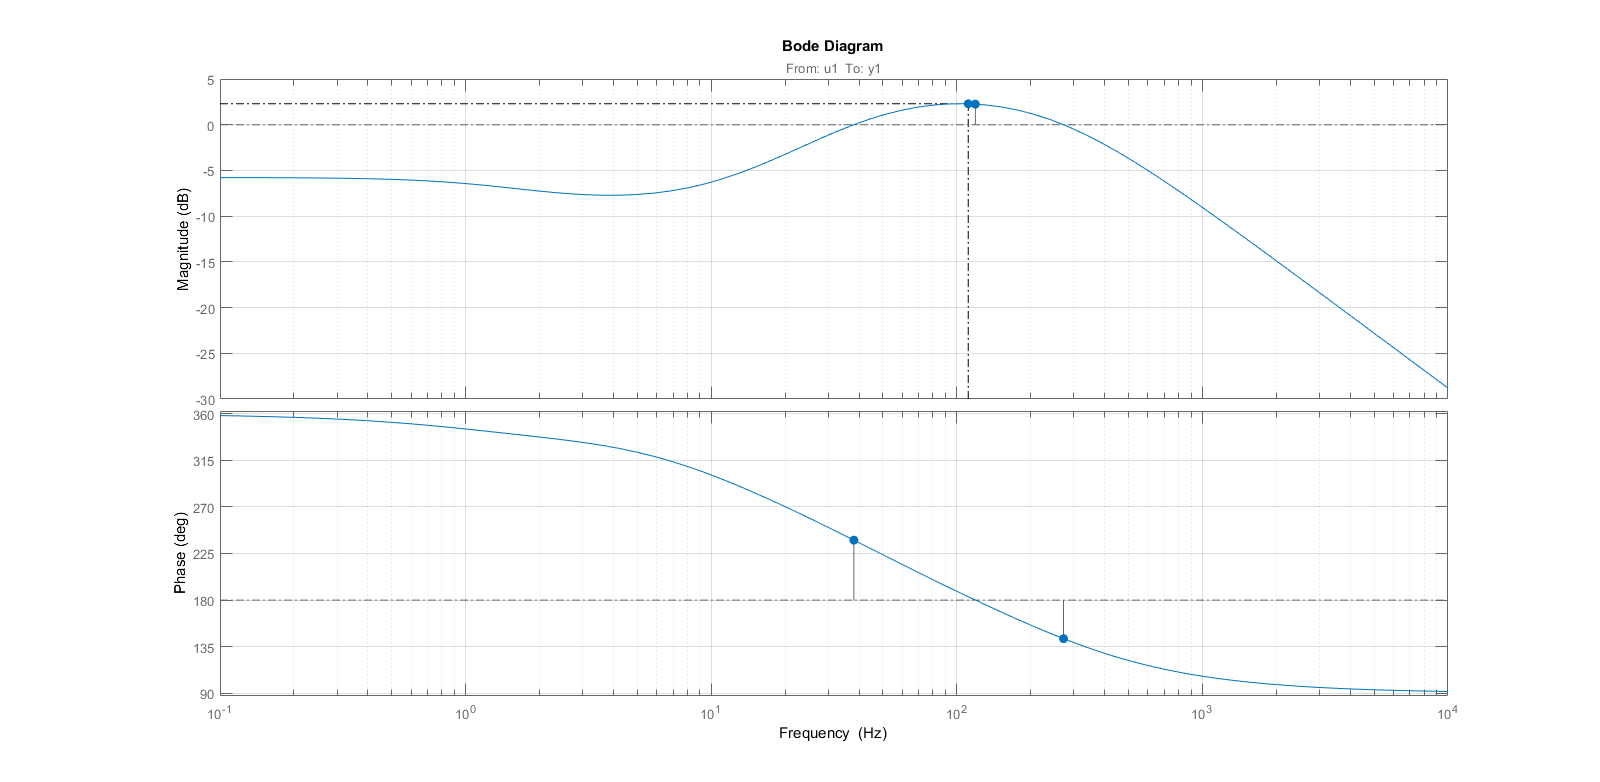 Bode Diagram
From: u1 To: y1
Magnitude (dB)
5
0
-5
-10
-15
-20
-25
-30
Phase (deg)
360
315
270
225
180
135
90
10^-1 10^0 10^1 10^2 10^3 10^4
Frequency (Hz)